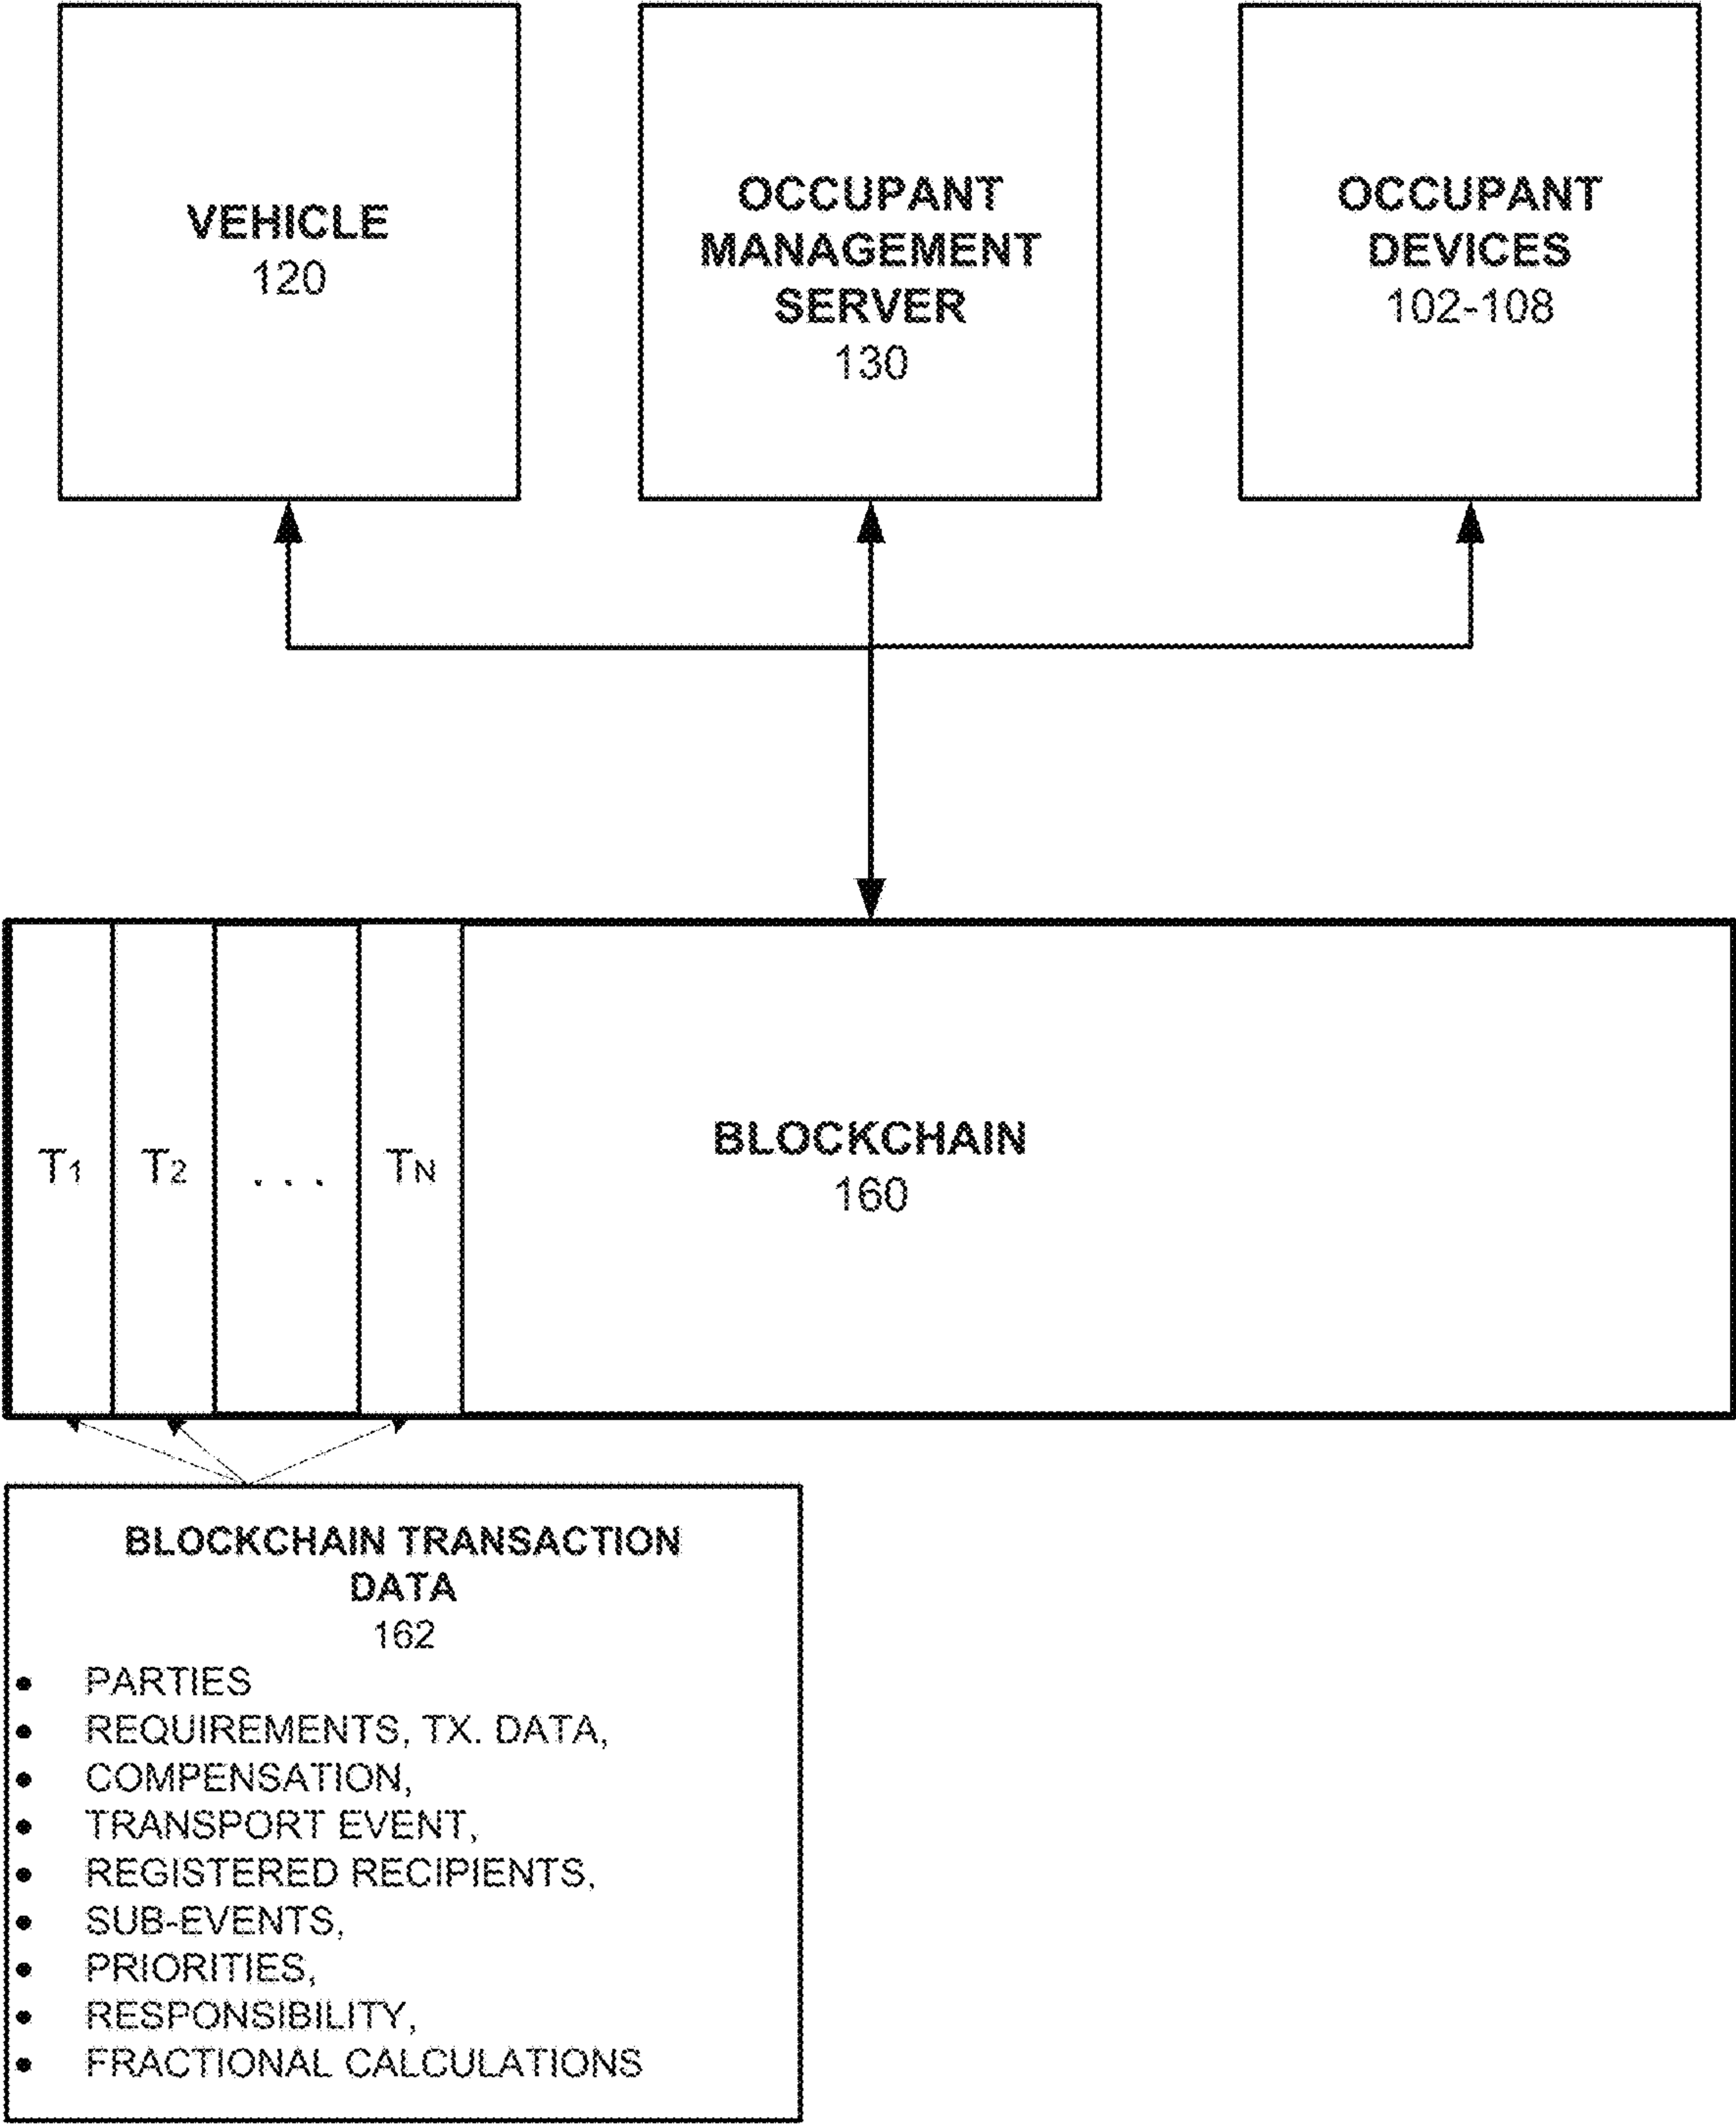 VEHICLE
120
OCCUPANT
MANAGEMENT
SERVER
130
OCCUPANT
DEVICES
102-108
T1
T2
. . .
TN
BLOCKCHAIN
160
BLOCKCHAIN TRANSACTION
DATA
162
• PARTIES
• REQUIREMENTS, TX. DATA,
• COMPENSATION,
• TRANSPORT EVENT,
• REGISTERED RECIPIENTS,
• SUB-EVENTS,
• PRIORITIES,
• RESPONSIBILITY,
• FRACTIONAL CALCULATIONS